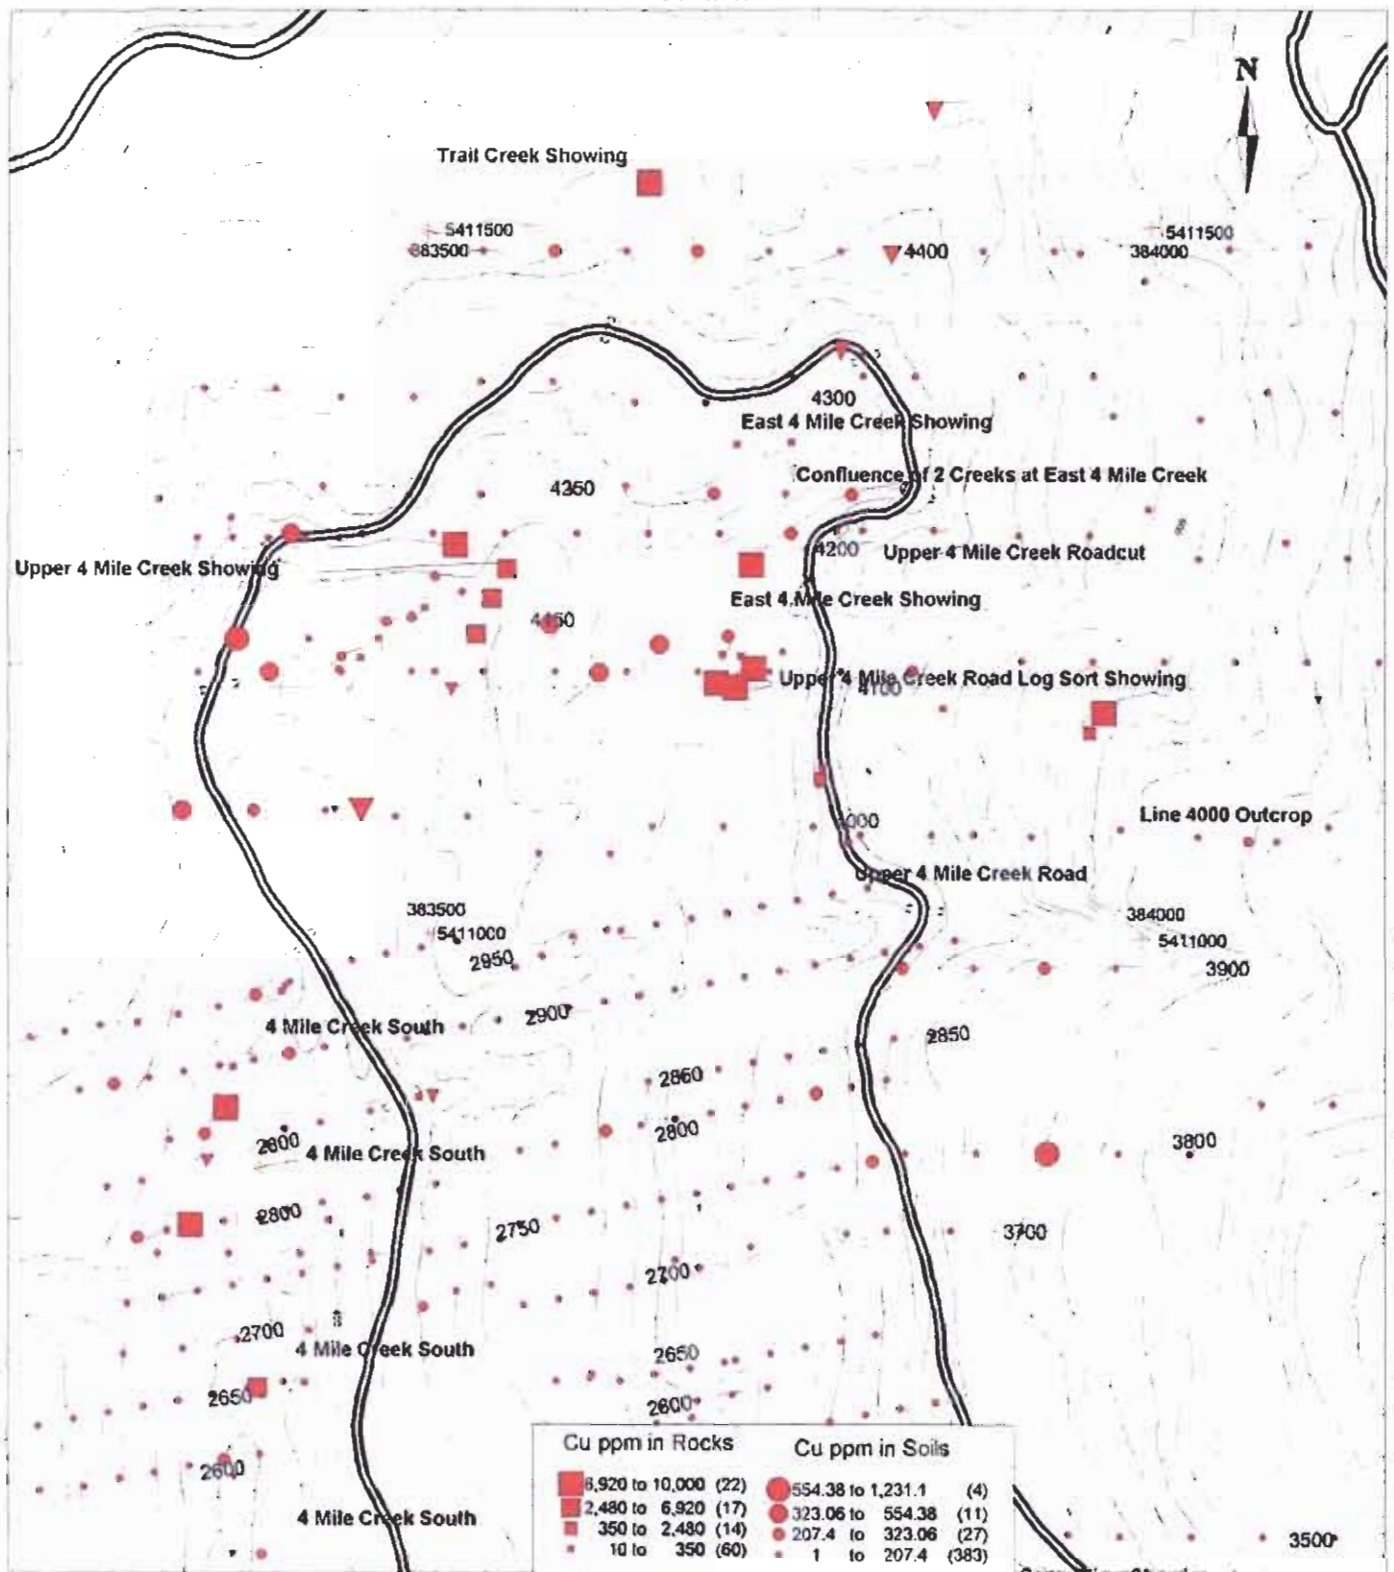 N
Trail Creek Showing
5411500
5411500
383500
4400
384000
4300
East 4 Mile Creek Showing
Confluence of 2 Creeks at East 4 Mile Creek
4350
4200
Upper 4 Mile Creek Roadcut
Upper 4 Mile Creek Showing
East 4 Mile Creek Showing
4150
Upper 4 Mile Creek Road Log Sort Showing
4100
Line 4000 Outcrop
Upper 4 Mile Creek Road
383500
384000
5411000
5411000
2950
3900
2900
4 Mile Creek South
2850
2850
2800
3800
2800
4 Mile Creek South
2800
2750
3700
2700
2700
4 Mile Creek South
2650
2650
2600
2600
4 Mile Creek South
3500
Cu ppm in Rocks
6,920 to 10,000 (22)
2,480 to 6,920 (17)
350 to 2,480 (14)
10 to 350 (60)
Cu ppm in Soils
554.38 to 1,231.1 (4)
323.06 to 554.38 (11)
207.4 to 323.06 (27)
1 to 207.4 (383)